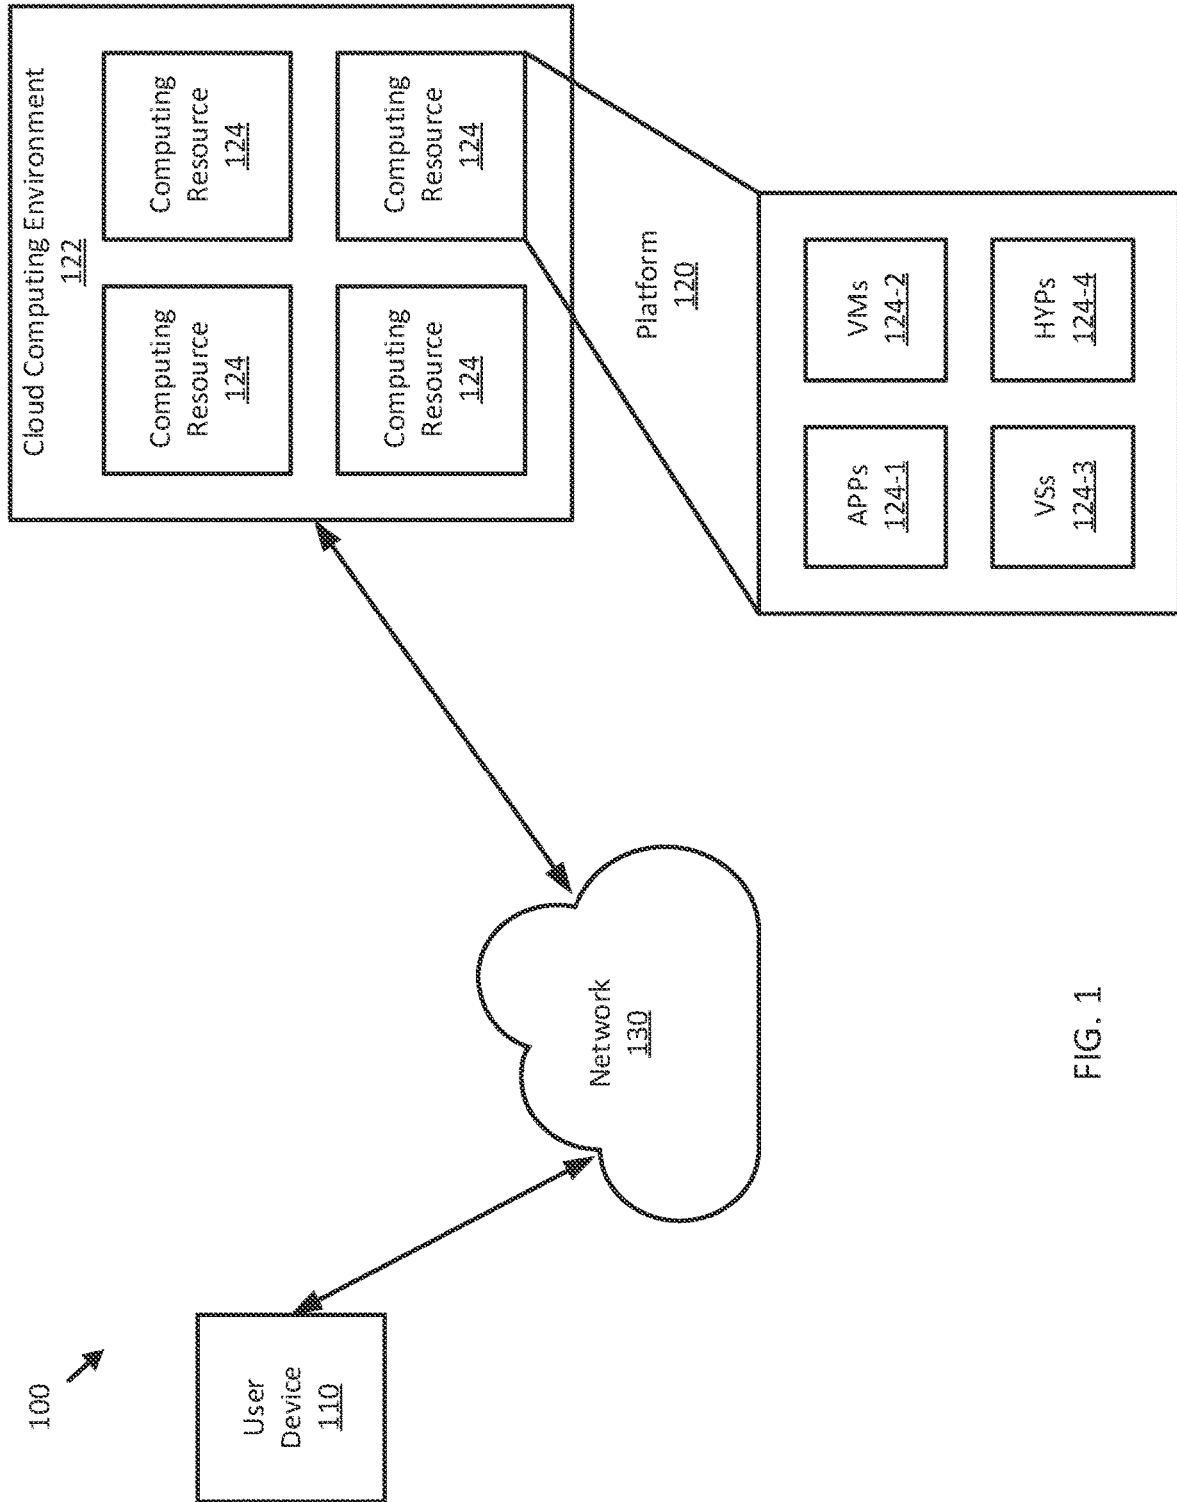 100
User
Device
110
Network
130
Cloud Computing Environment
122
Computing
Resource
124
Computing
Resource
124
Computing
Resource
124
Computing
Resource
124
Platform
120
APPs
124-1
VMs
124-2
VSs
124-3
HYPs
124-4
FIG. 1